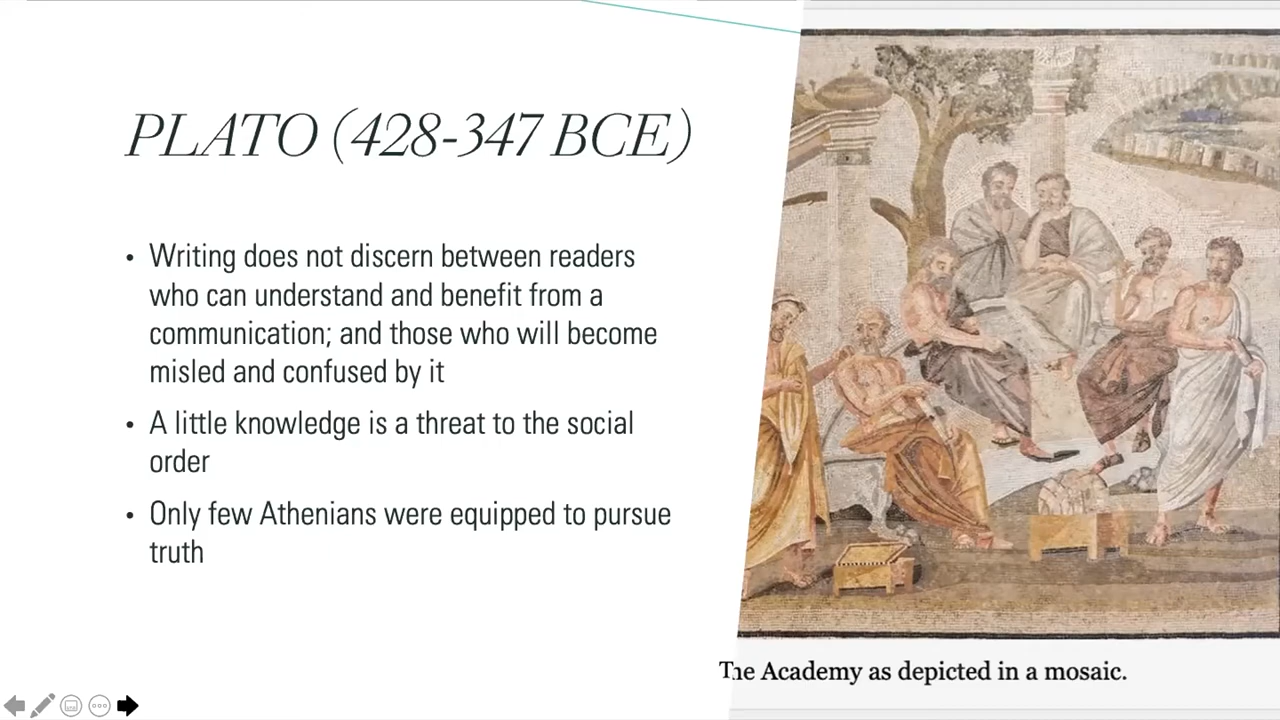 PLATO (428-347 BCE)
• Writing does not discern between readers
who can understand and benefit from a
communication; and those who will become
misled and confused by it
• A little knowledge is a threat to the social
order
• Only few Athenians were equipped to pursue
truth
The Academy as depicted in a mosaic.